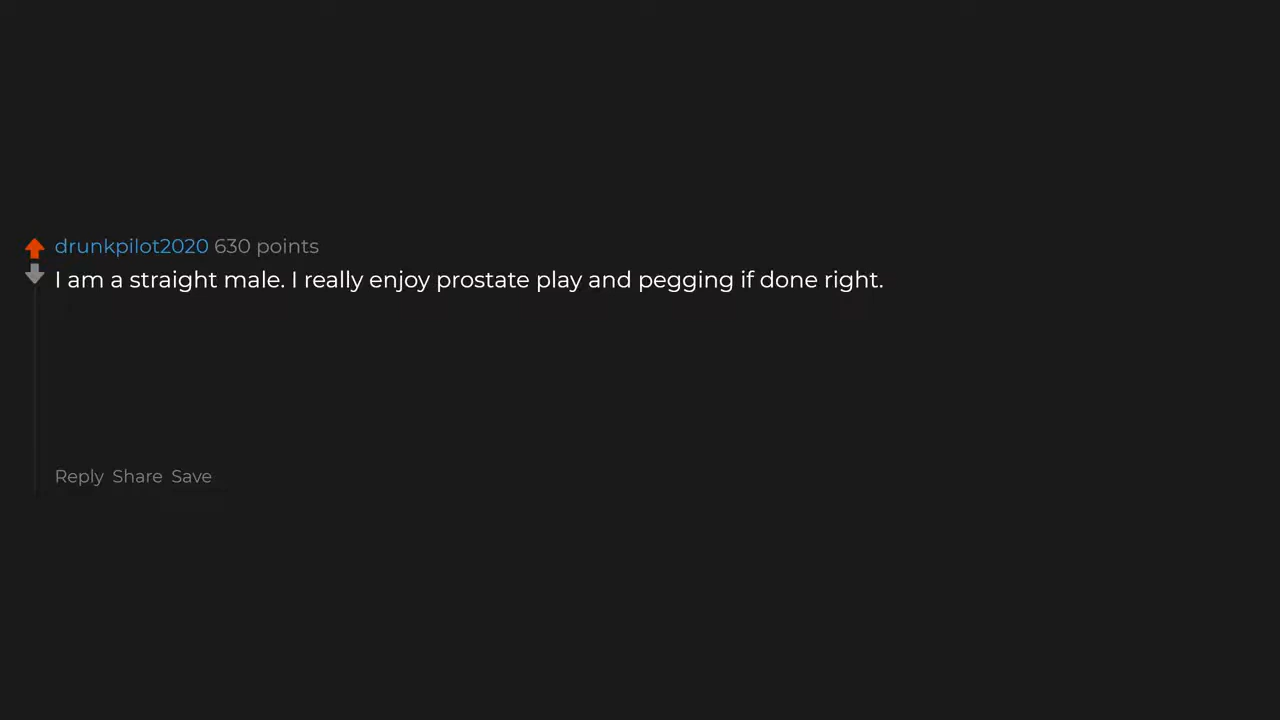 drunkpilot2020 630 points
I am a straight male. I really enjoy prostate play and pegging if done right.
Reply Share Save